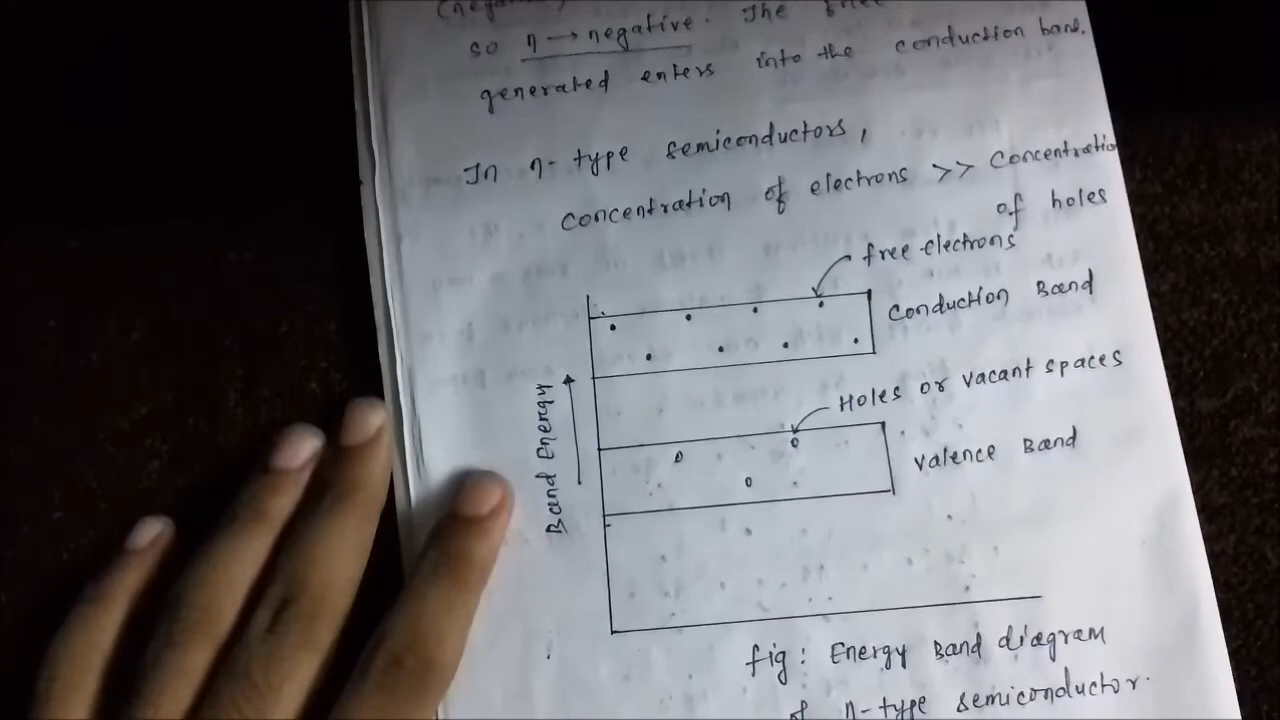 so n → negative. The
generated enters into the conduction band.
In n-type semiconductors,
concentration of electrons >> Concentratio
of holes
free electrons
Conduction Band
Holes or vacant spaces
Valence Band
Band Energy
fig: Energy Band diagram
of n-type semiconductor.